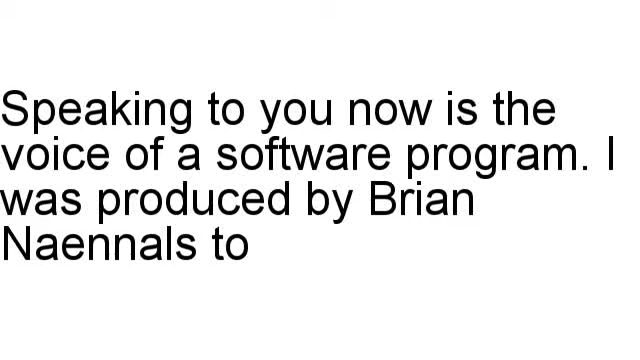 Speaking to you now is the
voice of a software program. I
was produced by Brian
Naennals to